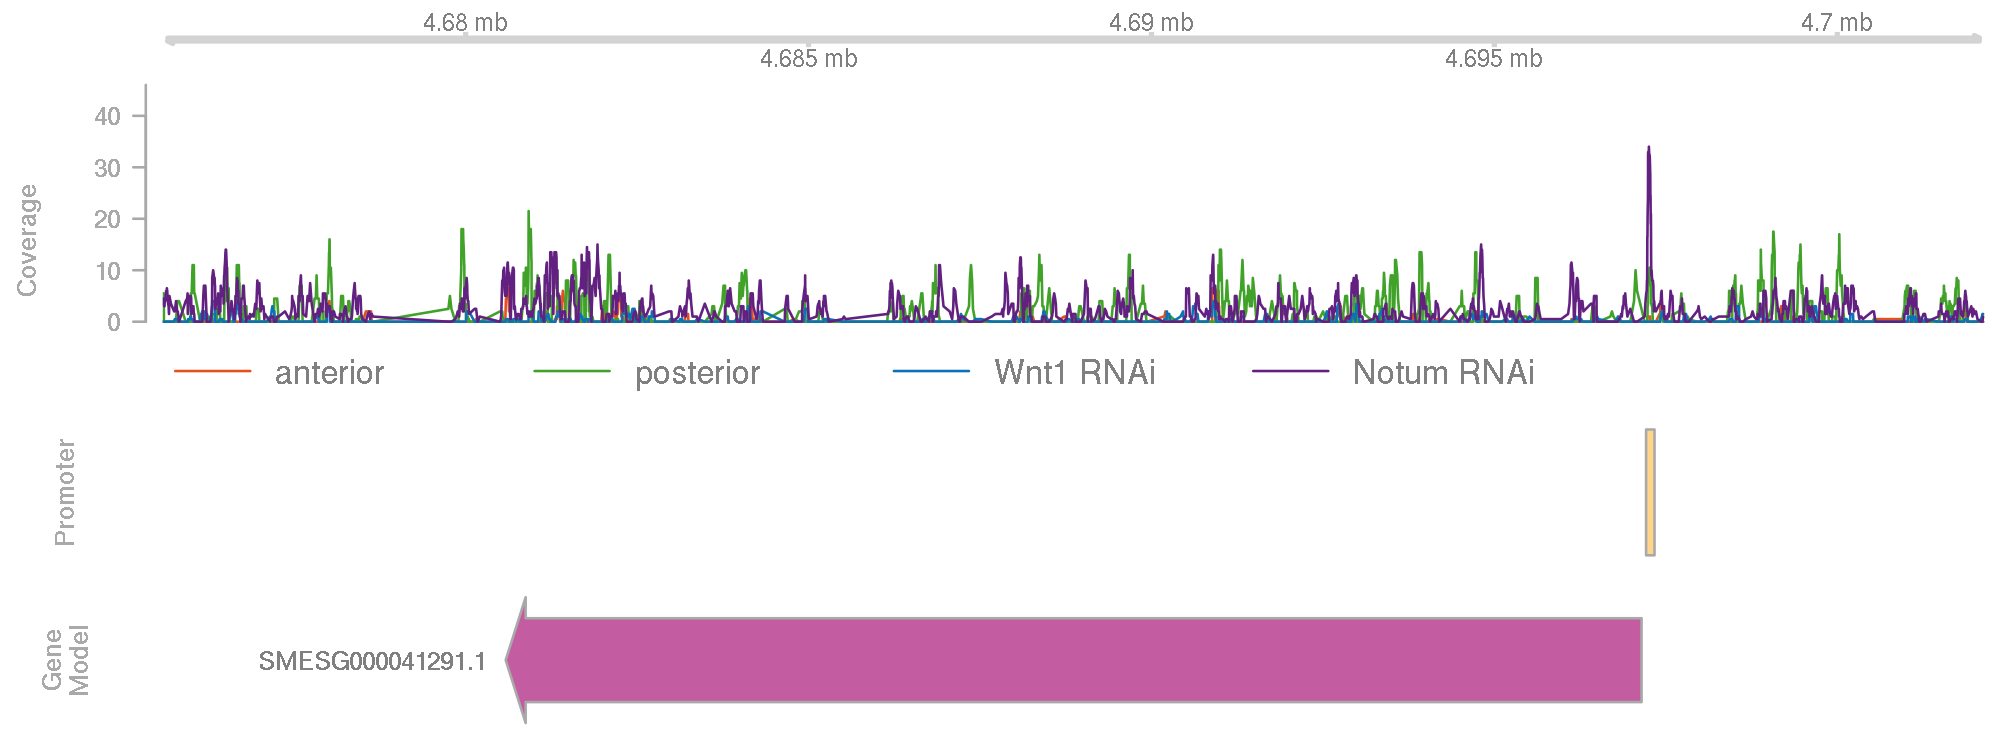 4.68 mb 4.69 mb 4.7 mb
4.685 mb 4.695 mb
Coverage
40
30
20
10
0
anterior posterior Wnt1 RNAi Notum RNAi
Promoter
Gene
Model
SMESG000041291.1